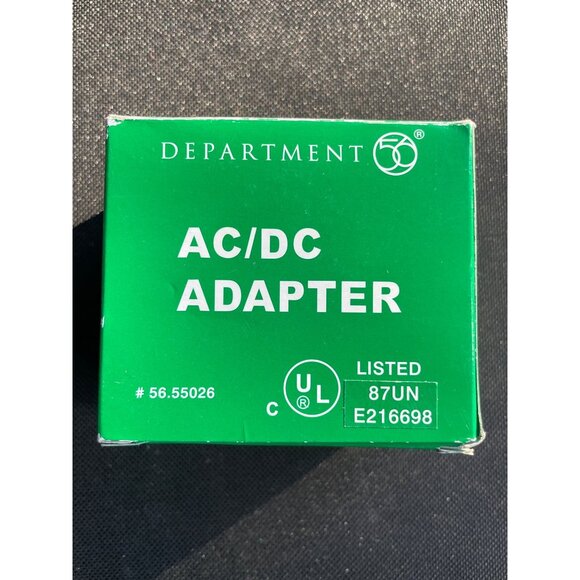 DEPARTMENT 56®
AC/DC
ADAPTER
# 56.55026
C UL®
LISTED
87UN
E216698